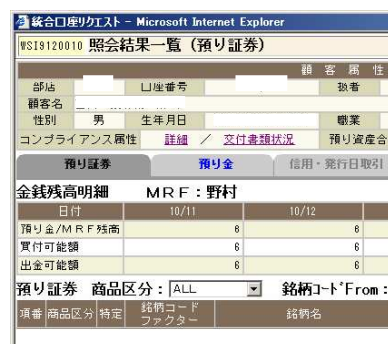 統合口座リクエスト - Microsoft Internet Explorer
WSI9120010 照会結果一覧（預り証券）
顧 客 属 性
部店 口座番号 扱者
顧客名
性別 男 生年月日 職業
コンプライアンス属性 詳細 ／ 交付書類状況 預り資産合
預り証券 預り金 信用・発行日取引
金銭残高明細 ＭＲＦ：野村
日付 10/11 10/12
預り金/ＭＲＦ残高 6 6
買付可能額 6 6
出金可能額 6 6
預り証券 商品区分：ALL 銘柄ｺｰﾄﾞFrom：
項番 商品区分 特定 銘柄コード ファクター 銘柄名